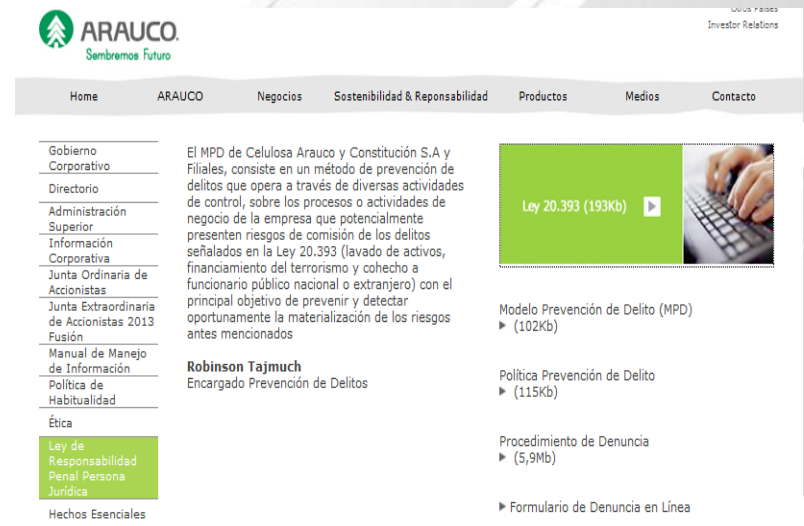 Otros Países
Investor Relations
ARAUCO.
Sembremos Futuro
Home
ARAUCO
Negocios
Sostenibilidad & Reponsabilidad
Productos
Medios
Contacto
Gobierno
Corporativo
Directorio
Administración
Superior
Información
Corporativa
Junta Ordinaria de
Accionistas
Junta Extraordinaria
de Accionistas 2013
Fusión
Manual de Manejo
de Información
Política de
Habitualidad
Ética
Ley de
Responsabilidad
Penal Persona
Jurídica
Hechos Esenciales
El MPD de Celulosa Arauco y Constitución S.A y
Filiales, consiste en un método de prevención de
delitos que opera a través de diversas actividades
de control, sobre los procesos o actividades de
negocio de la empresa que potencialmente
presenten riesgos de comisión de los delitos
señalados en la Ley 20.393 (lavado de activos,
financiamiento del terrorismo y cohecho a
funcionario público nacional o extranjero) con el
principal objetivo de prevenir y detectar
oportunamente la materialización de los riesgos
antes mencionados
Robinson Tajmuch
Encargado Prevención de Delitos
Ley 20.393 (193Kb)
Modelo Prevención de Delito (MPD)
(102Kb)
Política Prevención de Delito
(115Kb)
Procedimiento de Denuncia
(5,9Mb)
Formulario de Denuncia en Línea